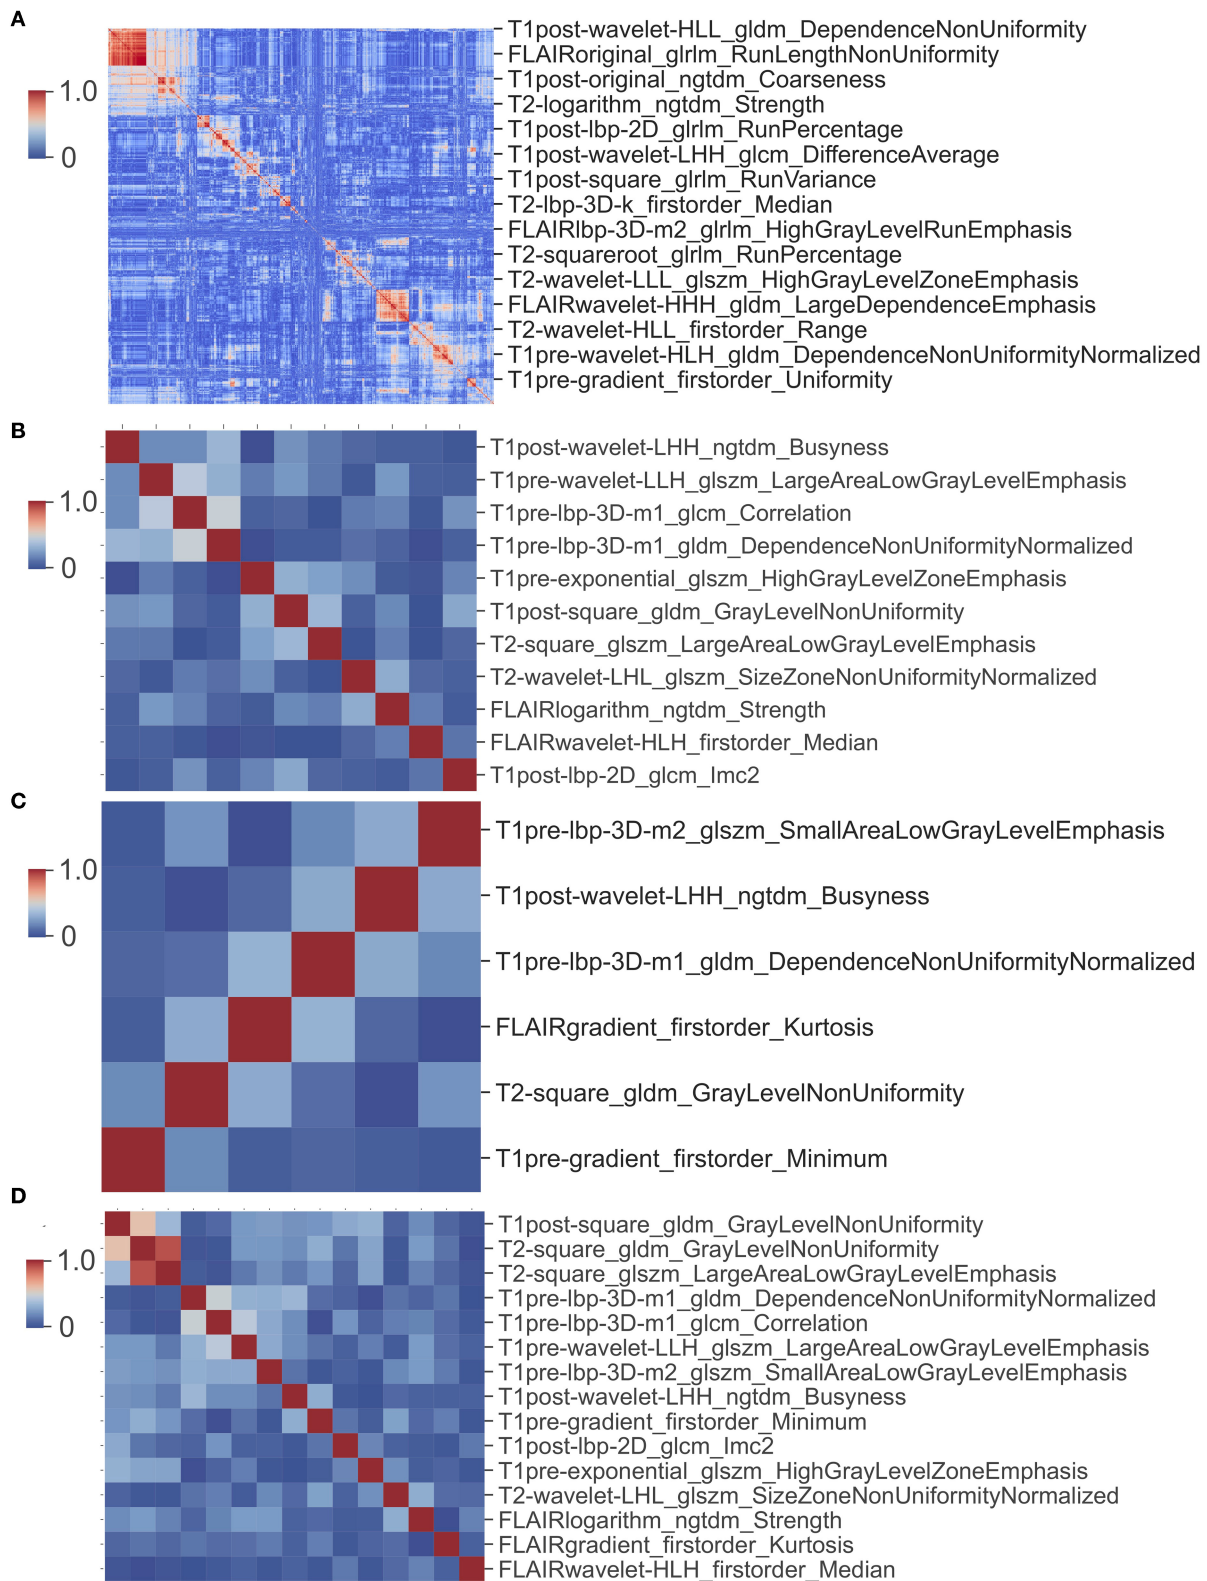 A
T1post-wavelet-HLL_gldm_DependenceNonUniformity
FLAIRoriginal_glrlm_RunLengthNonUniformity
T1post-original_ngtdm_Coarseness
1.0
T2-logarithm_ngtdm_Strength
T1post-lbp-2D_glrlm_RunPercentage
0
T1post-wavelet-LHH_glcm_DifferenceAverage
T1post-square_glrlm_RunVariance
T2-lbp-3D-k_firstorder_Median
FLAIRlbp-3D-m2_glrlm_HighGrayLevelRunEmphasis
T2-squareroot_glrlm_RunPercentage
T2-wavelet-LLL_glszm_HighGrayLevelZoneEmphasis
FLAIRwavelet-HHH_gldm_LargeDependenceEmphasis
T2-wavelet-HLL_firstorder_Range
T1pre-wavelet-HLH_gldm_DependenceNonUniformityNormalized
T1pre-gradient_firstorder_Uniformity
B
T1post-wavelet-LHH_ngtdm_Busyness
T1pre-wavelet-LLH_glszm_LargeAreaLowGrayLevelEmphasis
1.0
T1pre-lbp-3D-m1_glcm_Correlation
T1pre-lbp-3D-m1_gldm_DependenceNonUniformityNormalized
0
T1pre-exponential_glszm_HighGrayLevelZoneEmphasis
T1post-square_gldm_GrayLevelNonUniformity
T2-square_glszm_LargeAreaLowGrayLevelEmphasis
T2-wavelet-LHL_glszm_SizeZoneNonUniformityNormalized
FLAIRlogarithm_ngtdm_Strength
FLAIRwavelet-HLH_firstorder_Median
T1post-lbp-2D_glcm_Imc2
C
T1pre-lbp-3D-m2_glszm_SmallAreaLowGrayLevelEmphasis
1.0
T1post-wavelet-LHH_ngtdm_Busyness
0
T1pre-lbp-3D-m1_gldm_DependenceNonUniformityNormalized
FLAIRgradient_firstorder_Kurtosis
T2-square_gldm_GrayLevelNonUniformity
T1pre-gradient_firstorder_Minimum
D
T1post-square_gldm_GrayLevelNonUniformity
T2-square_gldm_GrayLevelNonUniformity
1.0
T2-square_glszm_LargeAreaLowGrayLevelEmphasis
T1pre-lbp-3D-m1_gldm_DependenceNonUniformityNormalized
0
T1pre-lbp-3D-m1_glcm_Correlation
T1pre-wavelet-LLH_glszm_LargeAreaLowGrayLevelEmphasis
T1pre-lbp-3D-m2_glszm_SmallAreaLowGrayLevelEmphasis
T1post-wavelet-LHH_ngtdm_Busyness
T1pre-gradient_firstorder_Minimum
T1post-lbp-2D_glcm_Imc2
T1pre-exponential_glszm_HighGrayLevelZoneEmphasis
T2-wavelet-LHL_glszm_SizeZoneNonUniformityNormalized
FLAIRlogarithm_ngtdm_Strength
FLAIRgradient_firstorder_Kurtosis
FLAIRwavelet-HLH_firstorder_Median